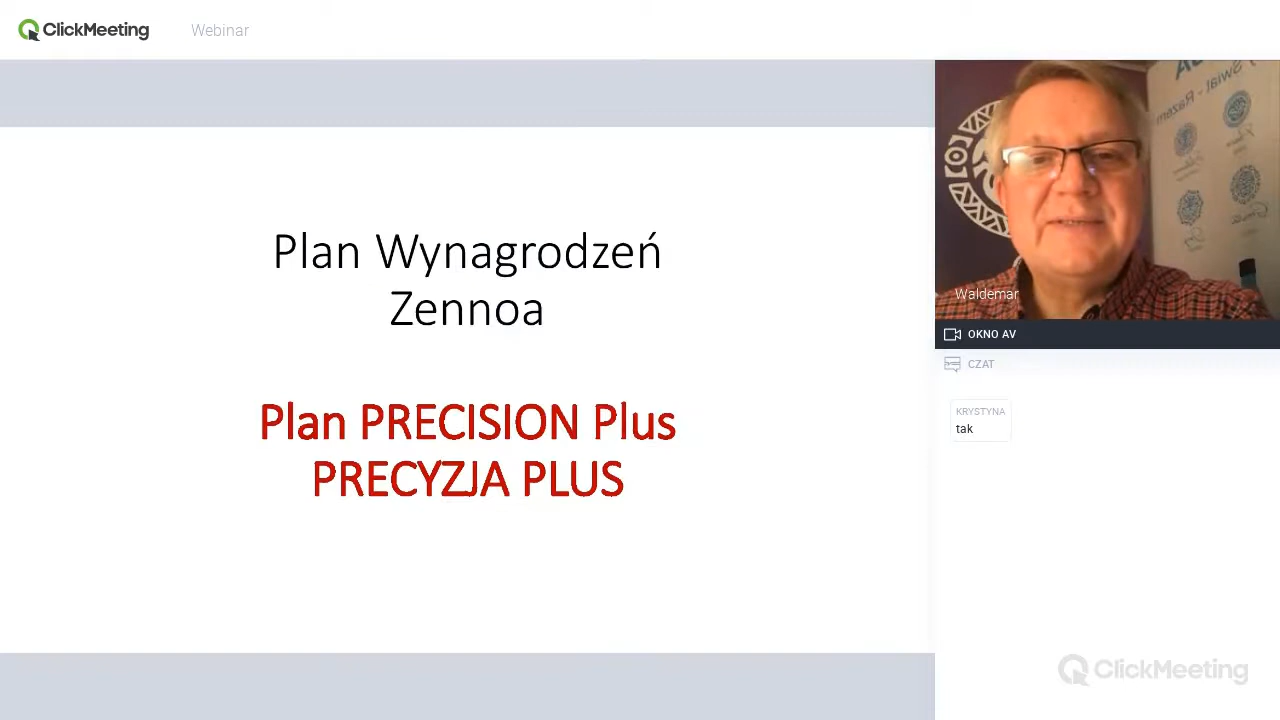 ClickMeeting
Webinar
Plan Wynagrodzeń
Zennoa
Plan PRECISION Plus
PRECYZJA PLUS
Waldemar
OKNO AV
CZAT
KRYSTYNA
tak
ClickMeeting